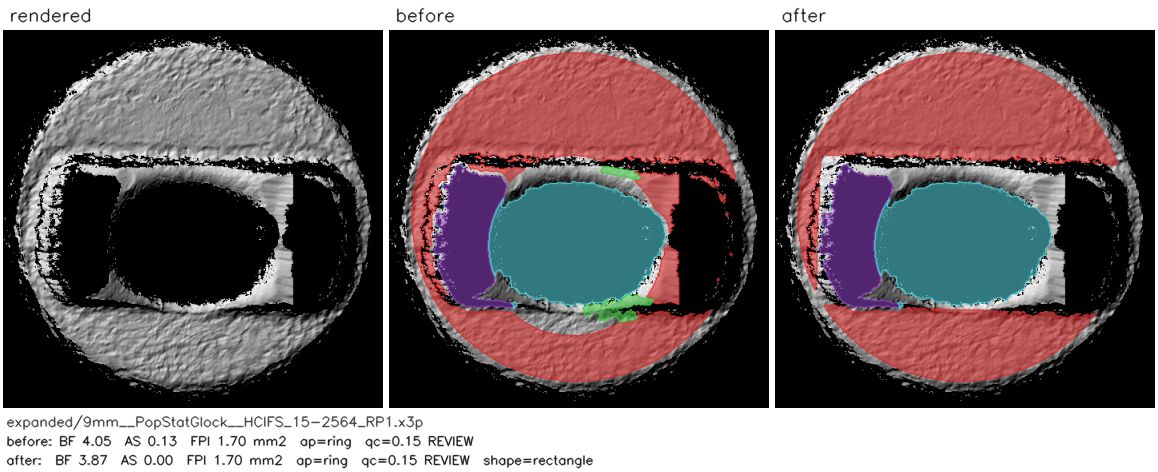 rendered
before
after
expanded/9mm__PopStatGlock__HCIFS_15-2564_RP1.x3p
before: BF 4.05 AS 0.13 FPI 1.70 mm2 ap=ring qc=0.15 REVIEW
after: BF 3.87 AS 0.00 FPI 1.70 mm2 ap=ring qc=0.15 REVIEW shape=rectangle